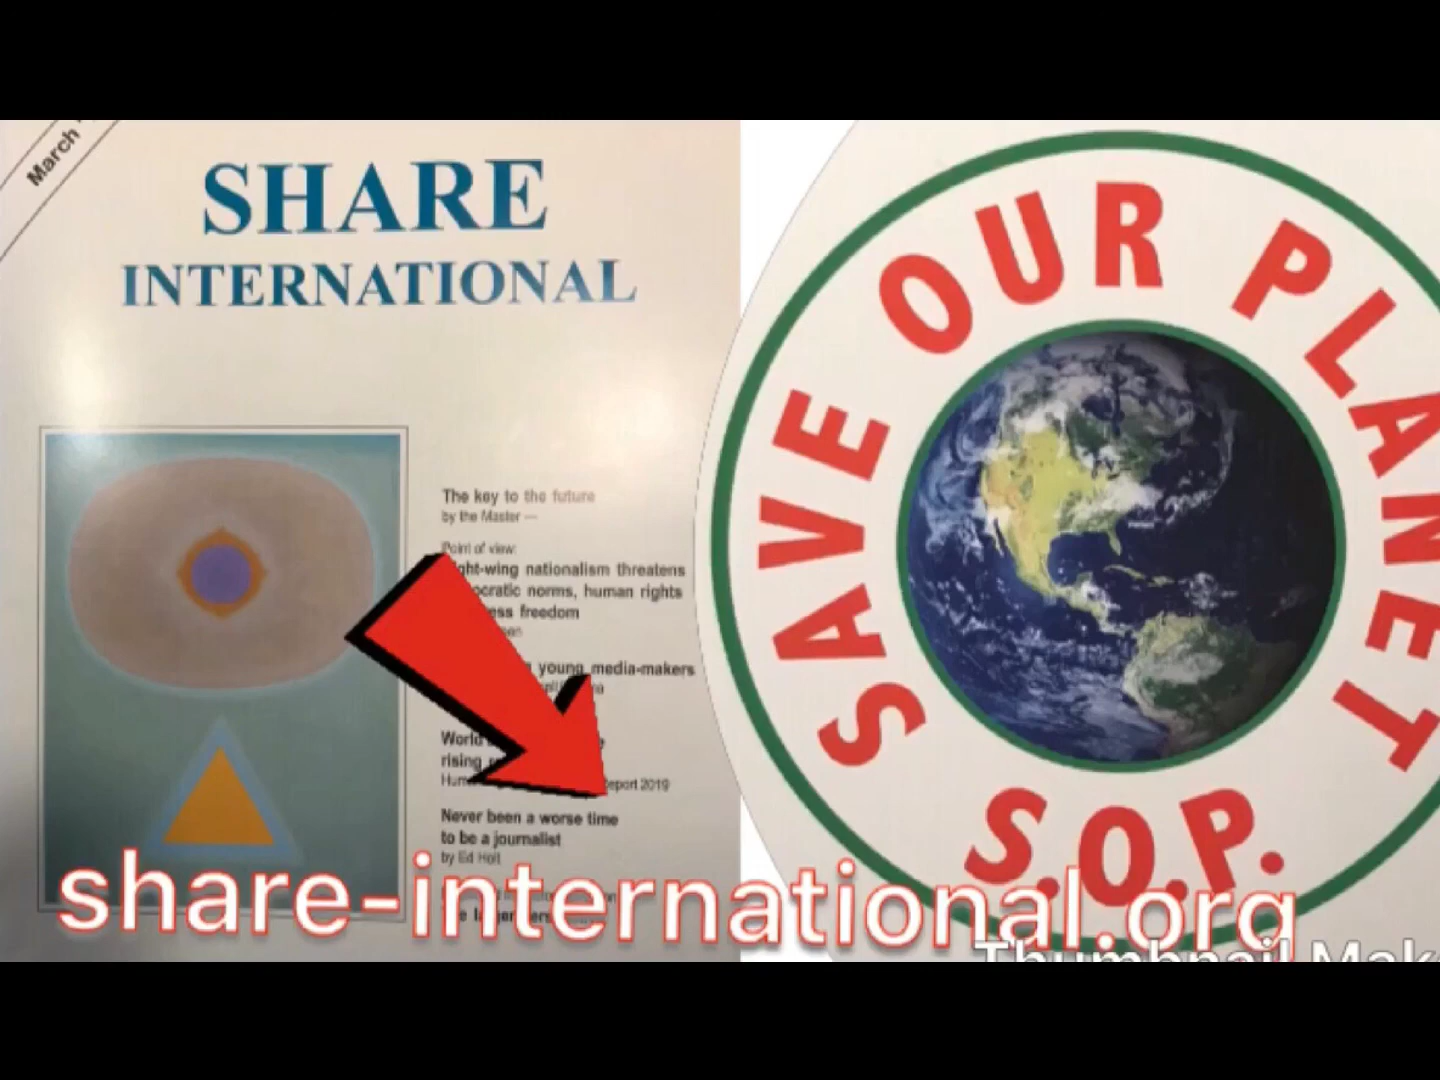 March
SHARE
INTERNATIONAL
The key to the future
by the Master —
Point of view:
nationalism threatens
norms, human rights
freedom
young media-makers
World
rising
Report 2019
Never been a worse time
to be a journalist
by Ed Holt
SAVE OUR PLANET
S.O.P.
share-international.org
Thumbnail